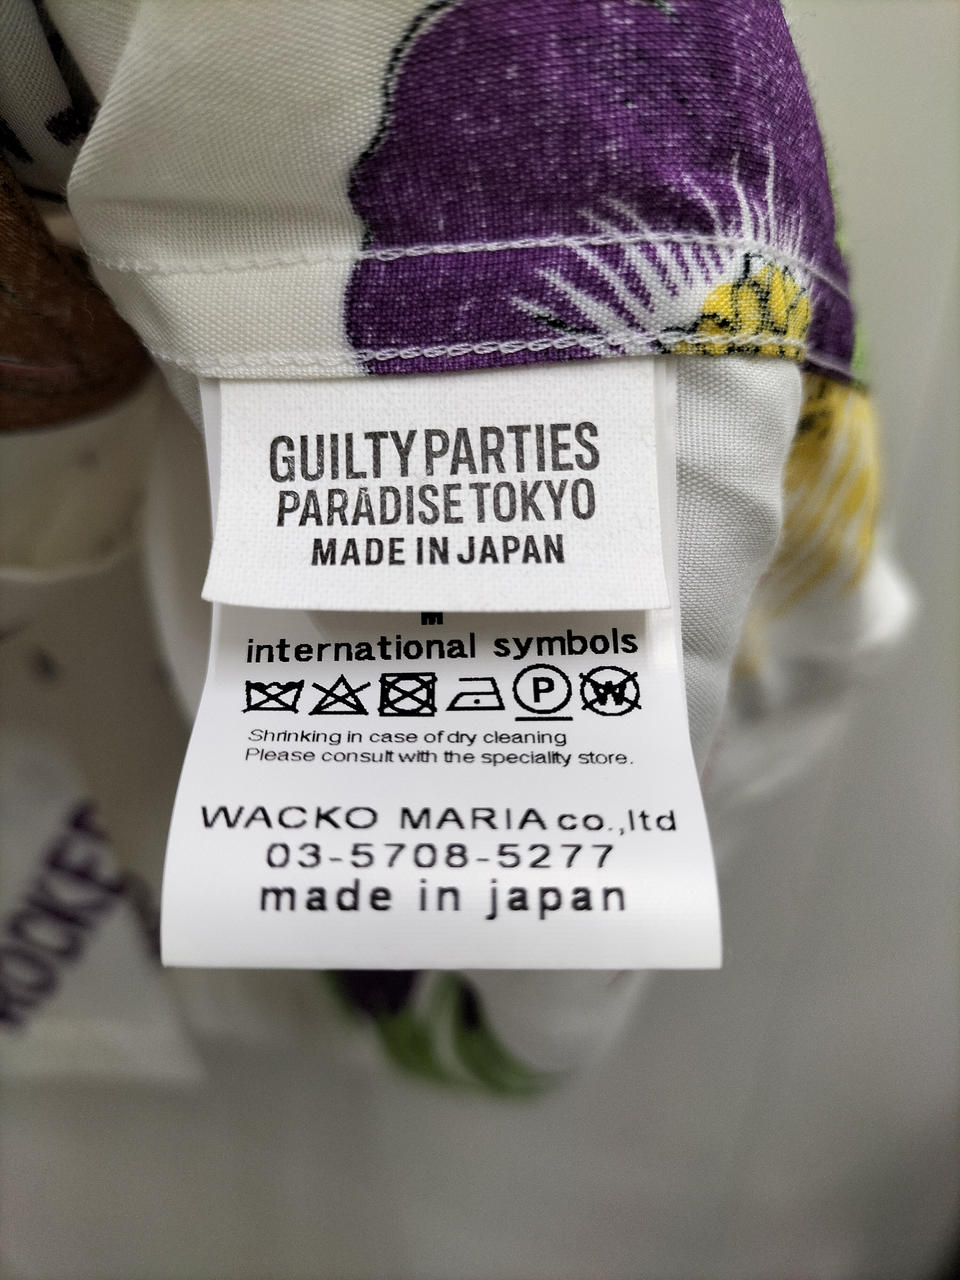 GUILTY PARTIES
PARADISE TOKYO
MADE IN JAPAN
M
international symbols
P W
Shrinking in case of dry cleaning
Please consult with the speciality store.
WACKO MARIA co.,ltd
03-5708-5277
made in japan
ROCKET